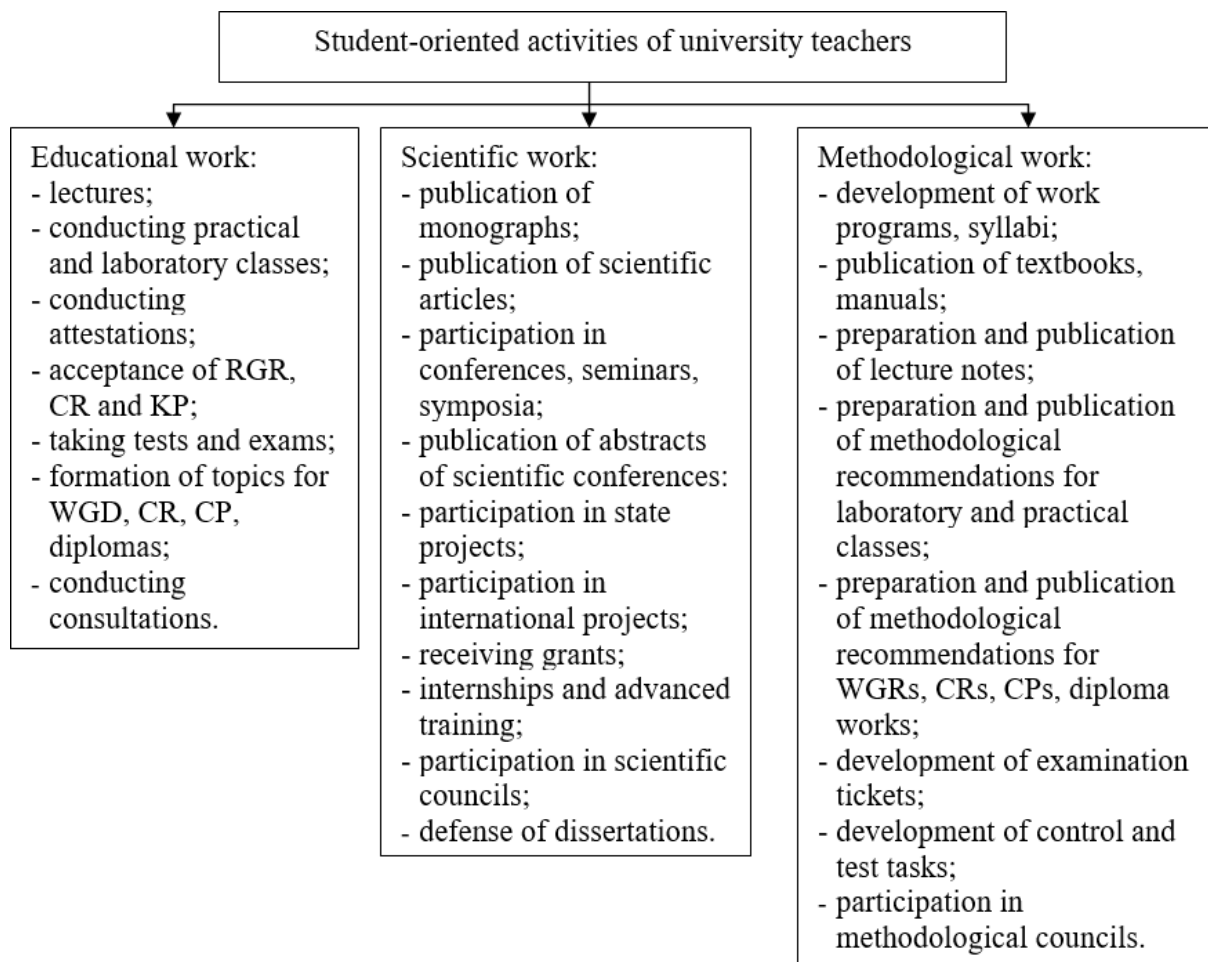 Student-oriented activities of university teachers
Educational work:
- lectures;
- conducting practical
and laboratory classes;
- conducting
attestations;
- acceptance of RGR,
CR and KP;
- taking tests and exams;
- formation of topics for
WGD, CR, CP,
diplomas;
- conducting
consultations.
Scientific work:
- publication of
monographs;
- publication of scientific
articles;
- participation in
conferences, seminars,
symposia;
- publication of abstracts
of scientific conferences:
- participation in state
projects;
- participation in
international projects;
- receiving grants;
- internships and advanced
training;
- participation in scientific
councils;
- defense of dissertations.
Methodological work:
- development of work
programs, syllabi;
- publication of textbooks,
manuals;
- preparation and publication
of lecture notes;
- preparation and publication
of methodological
recommendations for
laboratory and practical
classes;
- preparation and publication
of methodological
recommendations for
WGRs, CRs, CPs, diploma
works;
- development of examination
tickets;
- development of control and
test tasks;
- participation in
methodological councils.